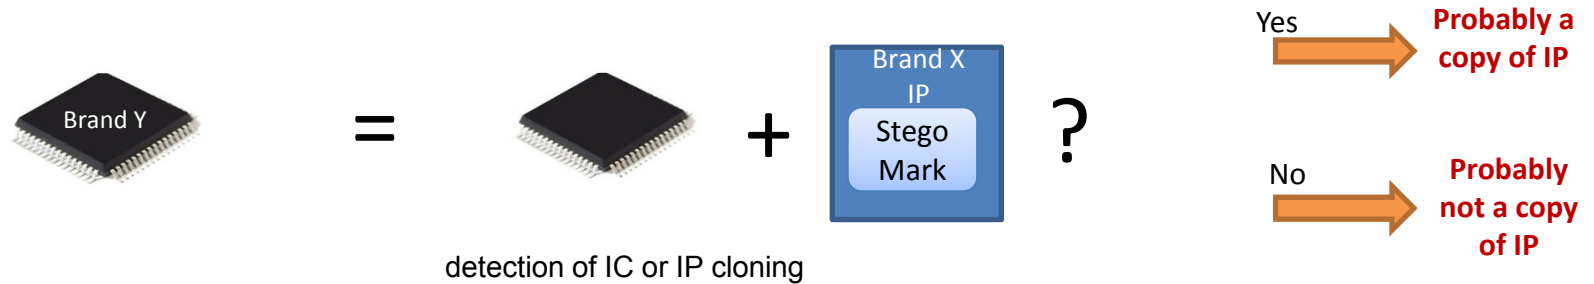 Brand Y
=
+
Brand X
IP
Stego
Mark
?
Yes
Probably a
copy of IP
No
Probably
not a copy
of IP
detection of IC or IP cloning